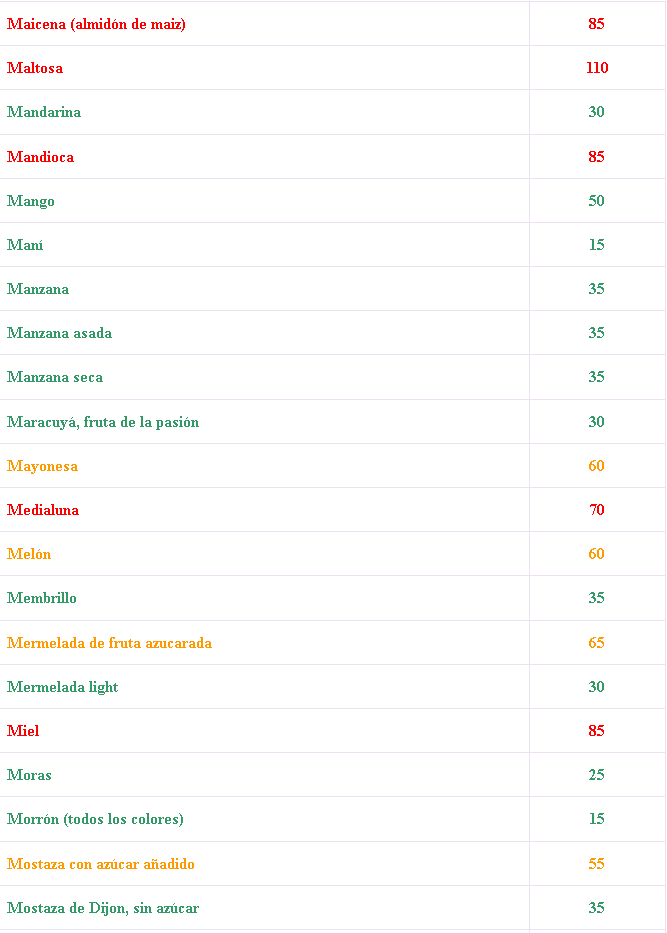 Maicena (almidón de maiz) 85
Maltosa 110
Mandarina 30
Mandioca 85
Mango 50
Maní 15
Manzana 35
Manzana asada 35
Manzana seca 35
Maracuyá, fruta de la pasión 30
Mayonesa 60
Medialuna 70
Melón 60
Membrillo 35
Mermelada de fruta azucarada 65
Mermelada light 30
Miel 85
Moras 25
Morrón (todos los colores) 15
Mostaza con azúcar añadido 55
Mostaza de Dijon, sin azúcar 35